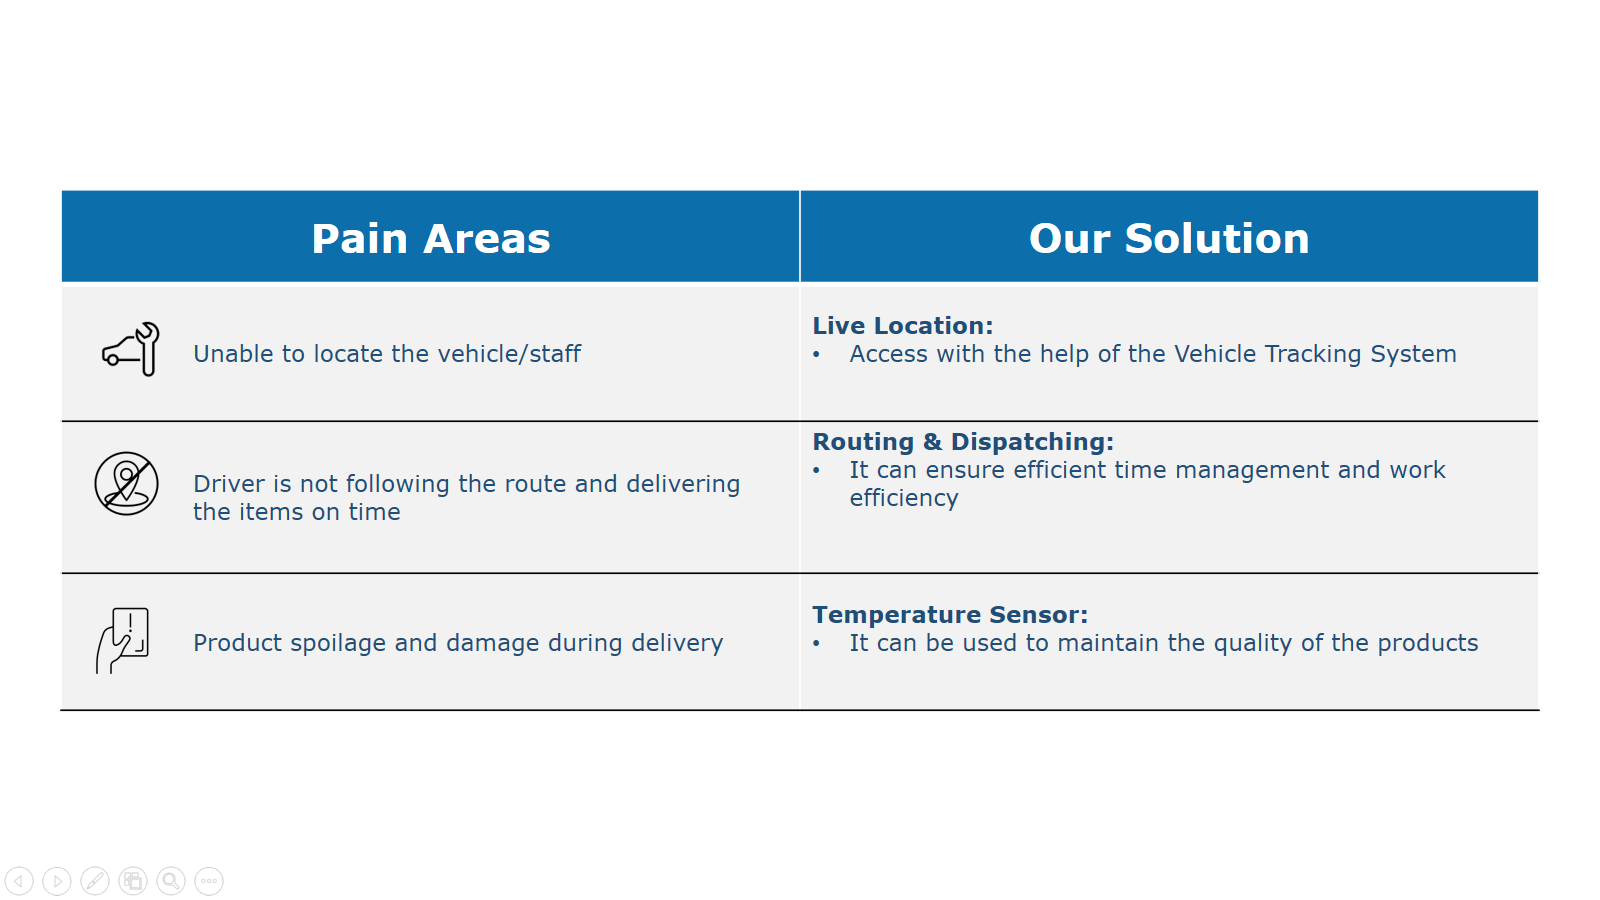 Pain Areas
Our Solution
Unable to locate the vehicle/staff
Live Location:
• Access with the help of the Vehicle Tracking System
Driver is not following the route and delivering
the items on time
Routing & Dispatching:
• It can ensure efficient time management and work
efficiency
Product spoilage and damage during delivery
Temperature Sensor:
• It can be used to maintain the quality of the products